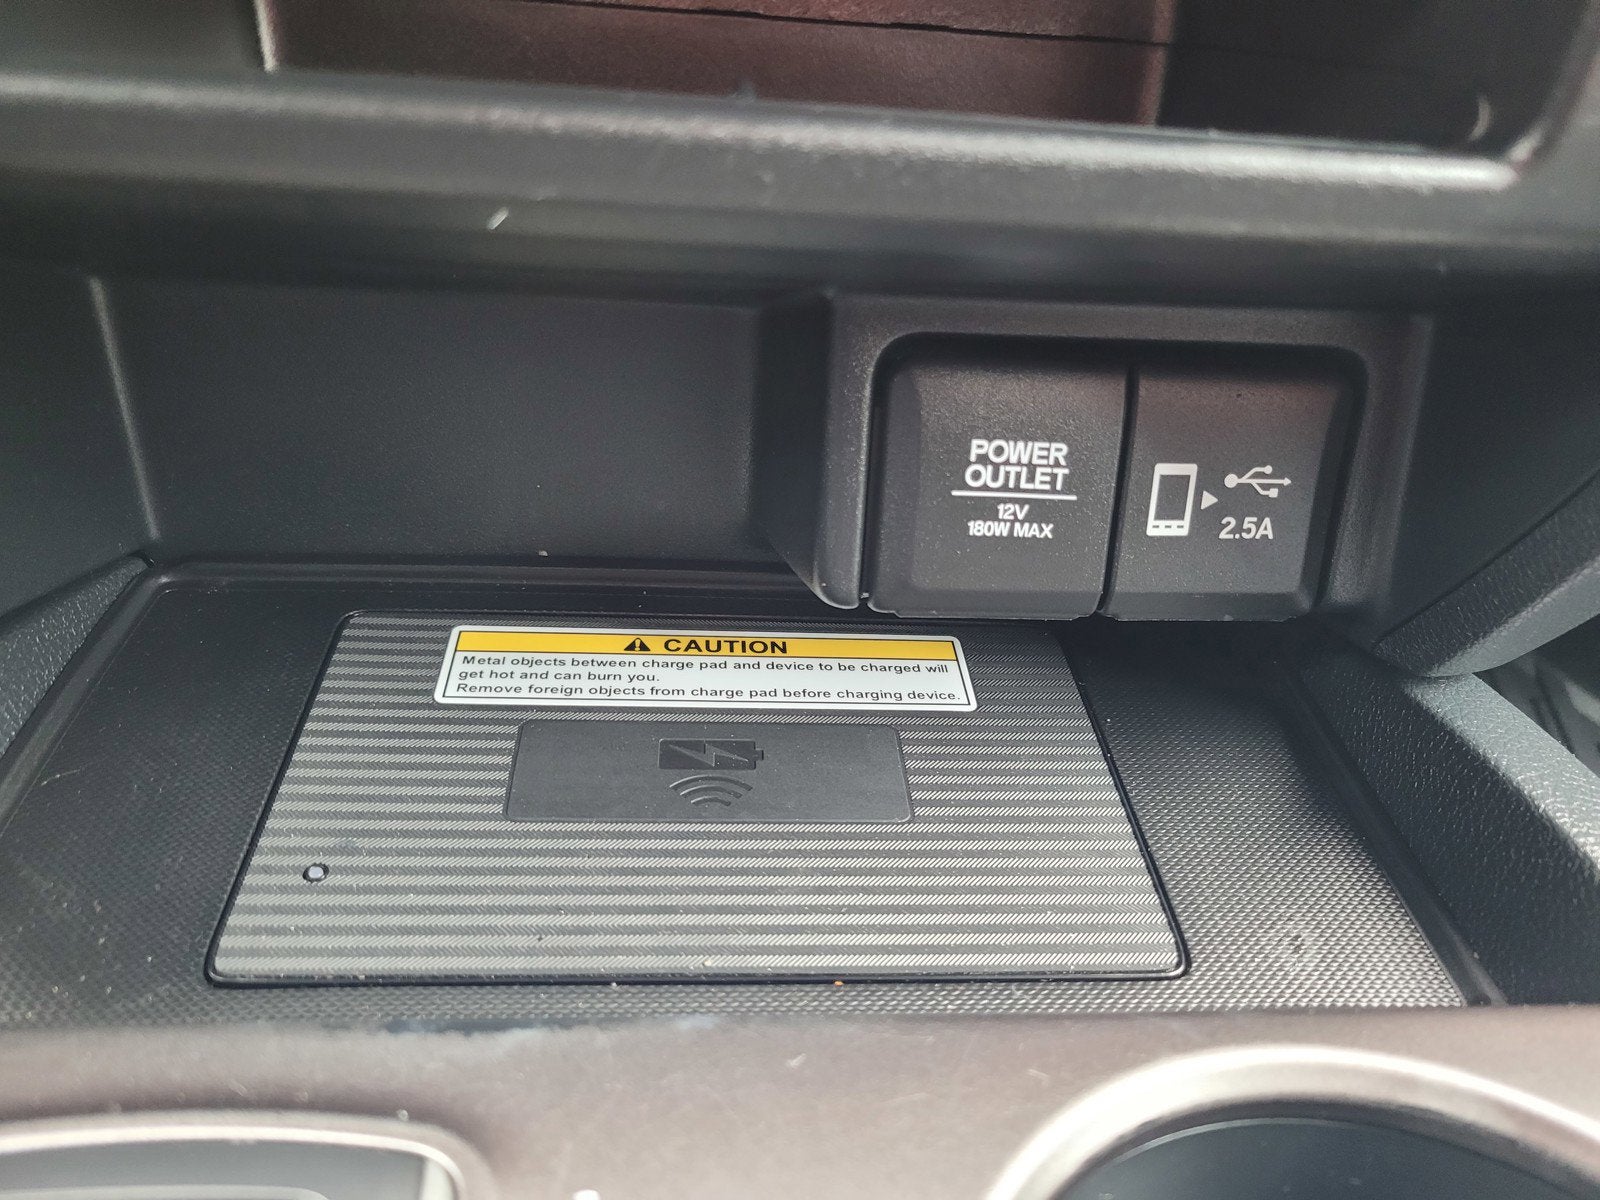 POWER
OUTLET
12V
180W MAX
2.5A
CAUTION
Metal objects between charge pad and device to be charged will
get hot and can burn you.
Remove foreign objects from charge pad before charging device.